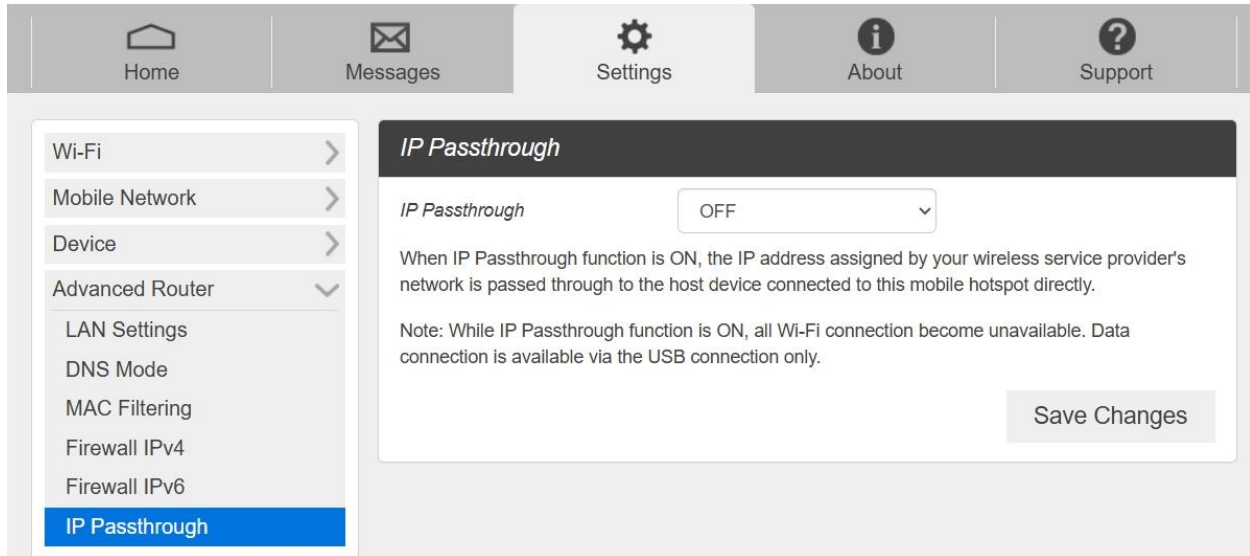 Home
Messages
Settings
About
Support
Wi-Fi
Mobile Network
Device
Advanced Router
LAN Settings
DNS Mode
MAC Filtering
Firewall IPv4
Firewall IPv6
IP Passthrough
IP Passthrough
IP Passthrough OFF
When IP Passthrough function is ON, the IP address assigned by your wireless service provider's
network is passed through to the host device connected to this mobile hotspot directly.
Note: While IP Passthrough function is ON, all Wi-Fi connection become unavailable. Data
connection is available via the USB connection only.
Save Changes